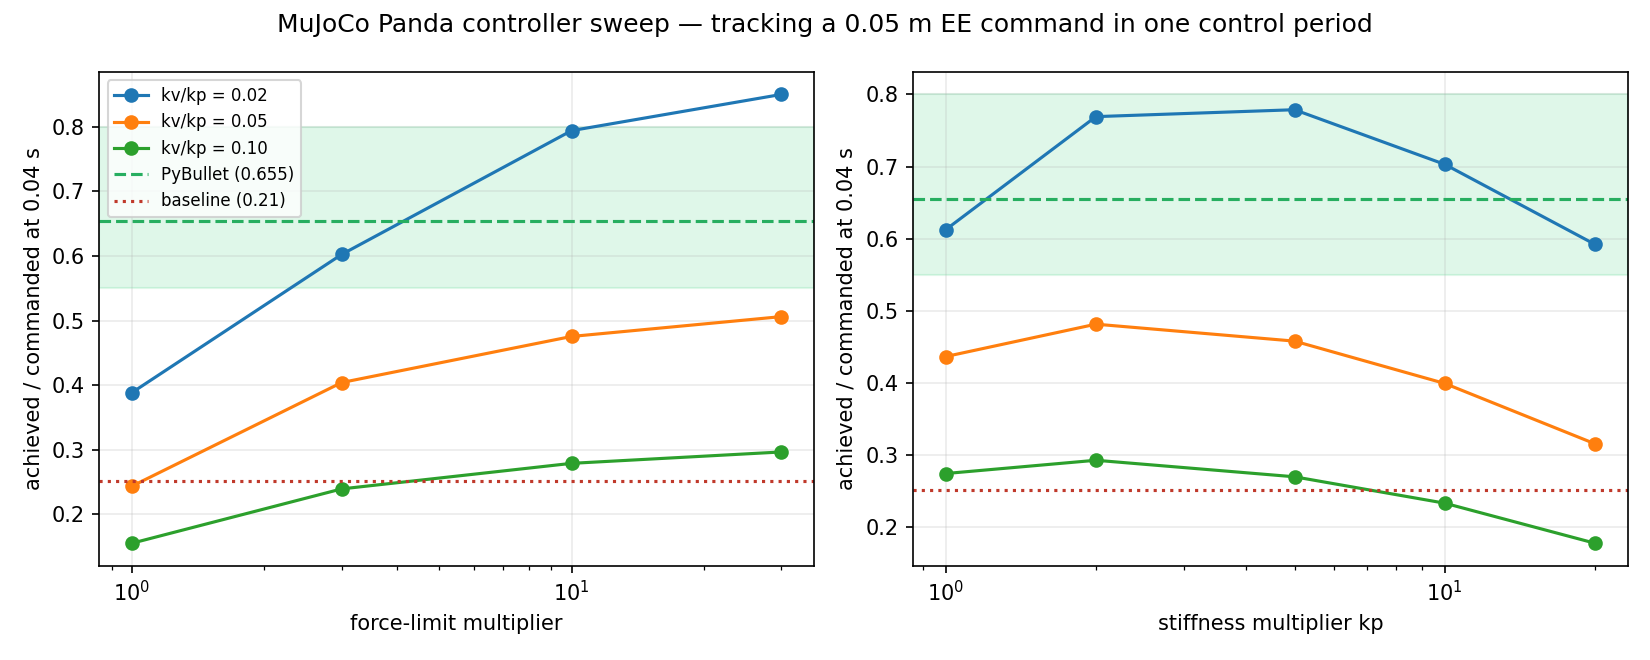 MuJoCo Panda controller sweep — tracking a 0.05 m EE command in one control period
achieved / commanded at 0.04 s
0.8
0.7
0.6
0.5
0.4
0.3
0.2
kv/kp = 0.02
kv/kp = 0.05
kv/kp = 0.10
PyBullet (0.655)
baseline (0.21)
10⁰
10¹
force-limit multiplier
achieved / commanded at 0.04 s
0.8
0.7
0.6
0.5
0.4
0.3
0.2
10⁰
10¹
stiffness multiplier kp